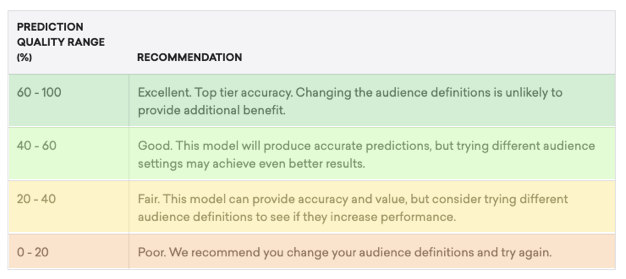 PREDICTION
QUALITY RANGE
(%)
RECOMMENDATION
60 - 100
Excellent. Top tier accuracy. Changing the audience definitions is unlikely to
provide additional benefit.
40 - 60
Good. This model will produce accurate predictions, but trying different audience
settings may achieve even better results.
20 - 40
Fair. This model can provide accuracy and value, but consider trying different
audience definitions to see if they increase performance.
0 - 20
Poor. We recommend you change your audience definitions and try again.